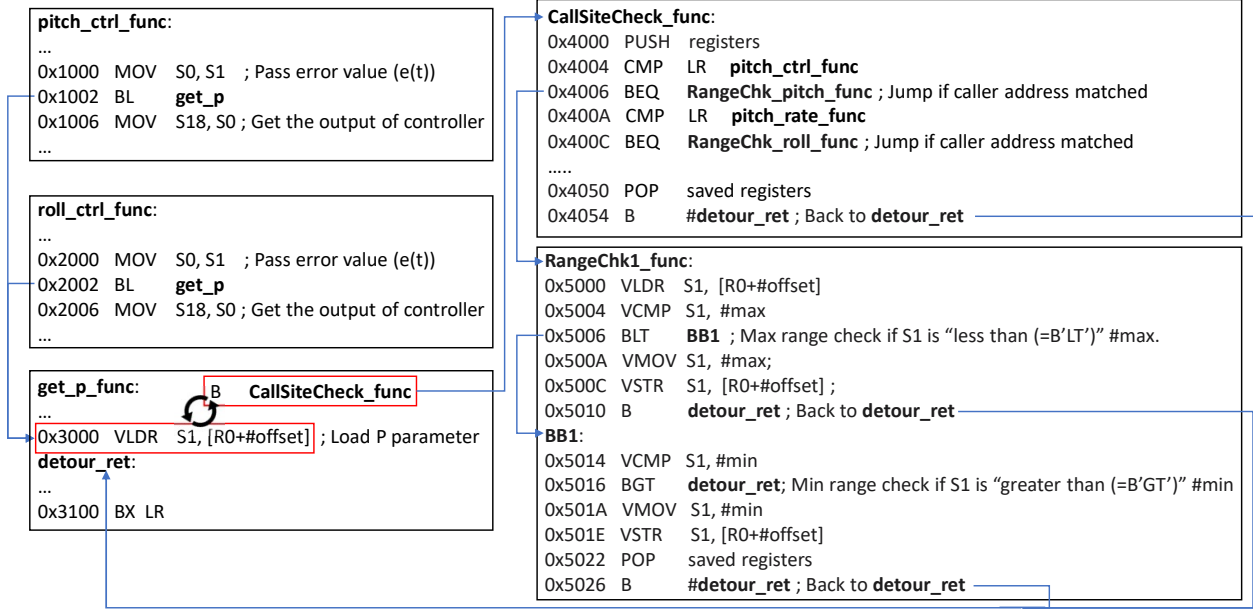 pitch_ctrl_func:
...
0x1000 MOV S0, S1 ; Pass error value (e(t))
0x1002 BL get_p
0x1006 MOV S18, S0 ; Get the output of controller
...
roll_ctrl_func:
...
0x2000 MOV S0, S1 ; Pass error value (e(t))
0x2002 BL get_p
0x2006 MOV S18, S0 ; Get the output of controller
...
get_p_func:
B CallSiteCheck_func
...
0x3000 VLDR S1, [R0+#offset] ; Load P parameter
detour_ret:
...
0x3100 BX LR
CallSiteCheck_func:
0x4000 PUSH registers
0x4004 CMP LR pitch_ctrl_func
0x4006 BEQ RangeChk_pitch_func ; Jump if caller address matched
0x400A CMP LR pitch_rate_func
0x400C BEQ RangeChk_roll_func ; Jump if caller address matched
.....
0x4050 POP saved registers
0x4054 B #detour_ret ; Back to detour_ret
RangeChk1_func:
0x5000 VLDR S1, [R0+#offset]
0x5004 VCMP S1, #max
0x5006 BLT BB1 ; Max range check if S1 is “less than (=B’LT’)” #max.
0x500A VMOV S1, #max;
0x500C VSTR S1, [R0+#offset] ;
0x5010 B detour_ret ; Back to detour_ret
BB1:
0x5014 VCMP S1, #min
0x5016 BGT detour_ret; Min range check if S1 is “greater than (=B’GT’)” #min
0x501A VMOV S1, #min
0x501E VSTR S1, [R0+#offset]
0x5022 POP saved registers
0x5026 B #detour_ret ; Back to detour_ret